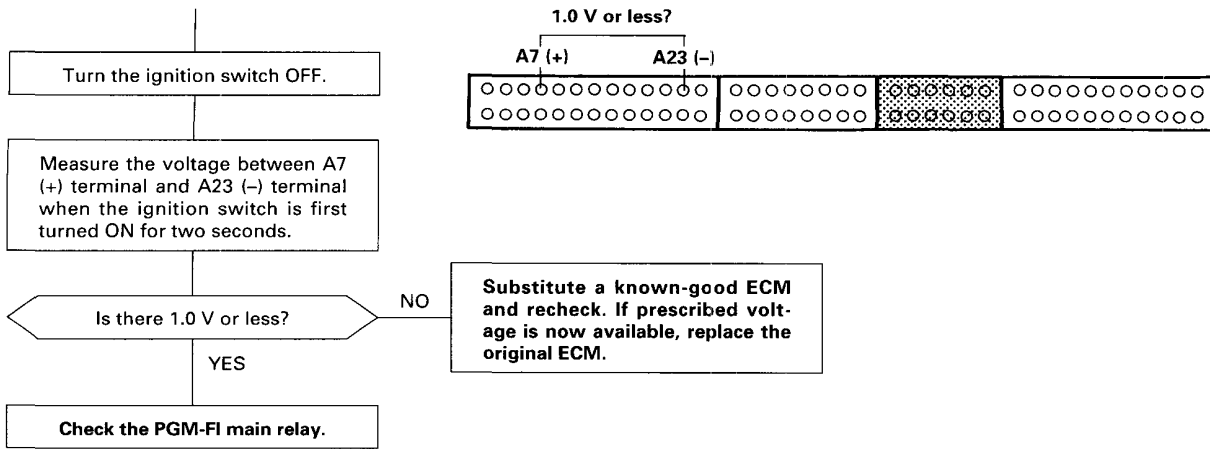 Turn the ignition switch OFF.
Measure the voltage between A7
(+) terminal and A23 (–) terminal
when the ignition switch is first
turned ON for two seconds.
Is there 1.0 V or less?
NO
Substitute a known-good ECM
and recheck. If prescribed volt-
age is now available, replace the
original ECM.
YES
Check the PGM-FI main relay.
1.0 V or less?
A7 (+) A23 (–)